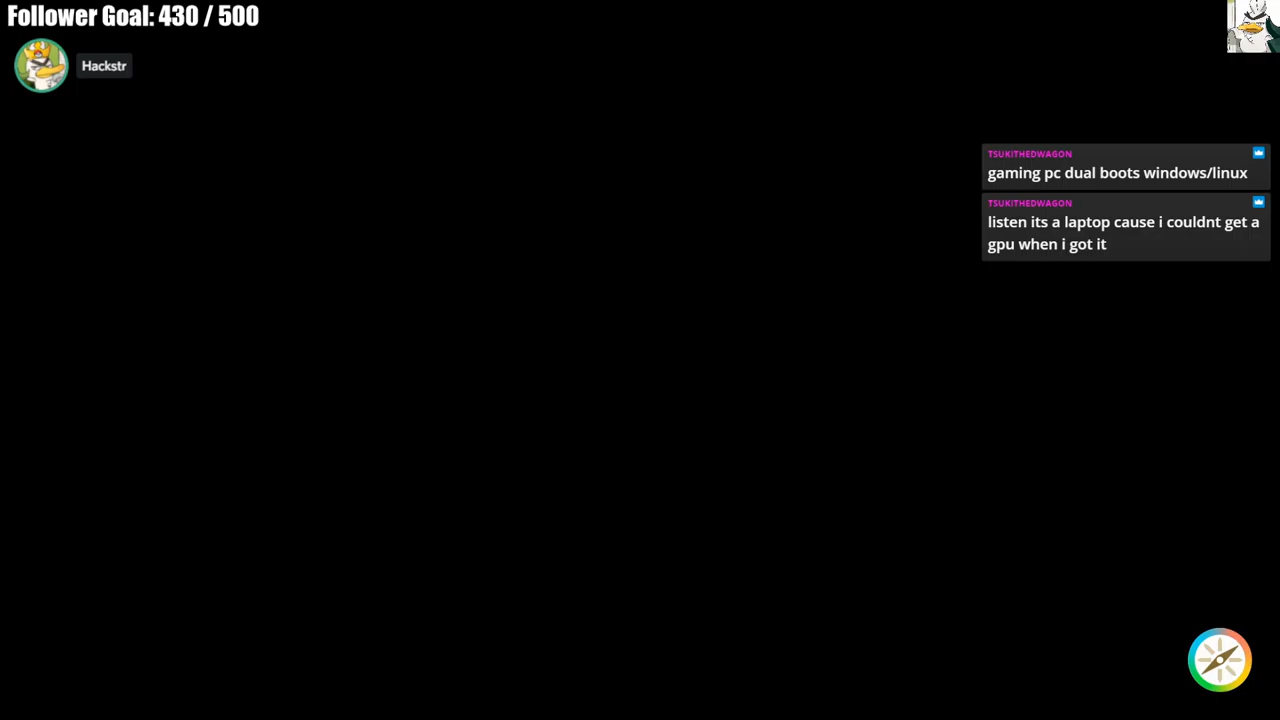 Follower Goal: 430 / 500
Hackstr
TSUKITHEDWAGON
gaming pc dual boots windows/linux
TSUKITHEDWAGON
listen its a laptop cause i couldnt get a
gpu when i got it